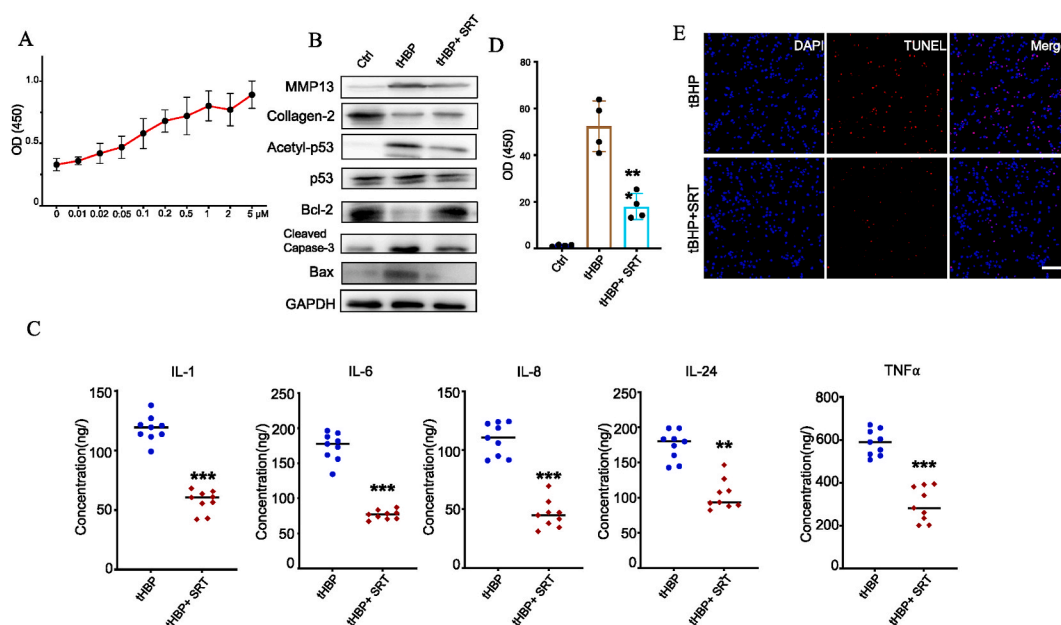 A
OD (450)
1.0
0.5
0
0
0.01
0.02
0.05
0.1
0.2
0.5
1
2
5 µM
B
Ctrl
tHBP
tHBP+ SRT
MMP13
Collagen-2
Acetyl-p53
p53
Bcl-2
Cleaved
Capase-3
Bax
GAPDH
D
OD (450)
80
60
40
20
0
**
*
Ctrl
tHBP
tHBP+ SRT
E
DAPI
TUNEL
Merge
tBHP
tBHP+SRT
C
IL-1
Concentration(ng/)
150
100
50
0
***
tHBP
tHBP+ SRT
IL-6
Concentration(ng/)
250
200
150
100
50
0
***
tHBP
tHBP+ SRT
IL-8
Concentration(ng/)
150
100
50
0
***
tHBP
tHBP+ SRT
IL-24
Concentration(ng/)
250
200
150
100
50
0
**
tHBP
tHBP+ SRT
TNFα
Concentration(ng/)
800
600
400
200
0
***
tHBP
tHBP+ SRT